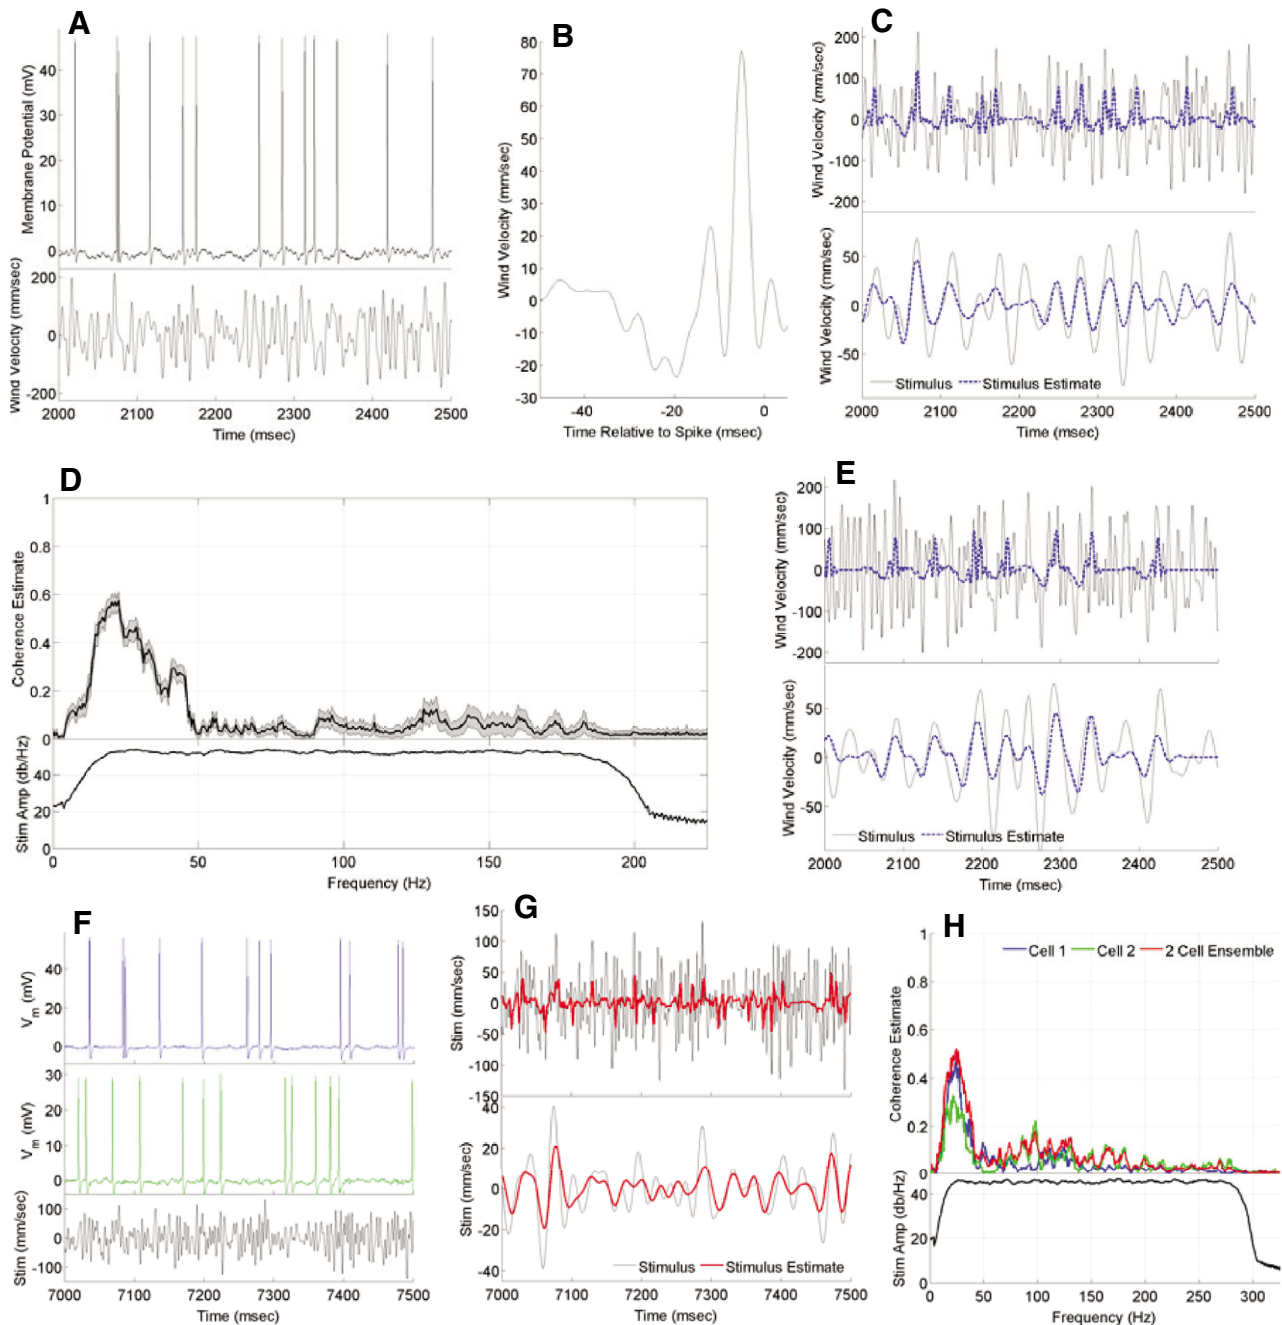 A
Membrane Potential (mV)
40
30
20
10
0
Wind Velocity (mm/sec)
200
0
-200
2000 2100 2200 2300 2400 2500
Time (msec)
B
Wind Velocity (mm/sec)
80
70
60
50
40
30
20
10
0
-10
-20
-30
-40 -20 0
Time Relative to Spike (msec)
C
Wind Velocity (mm/sec)
200
100
0
-100
-200
Wind Velocity (mm/sec)
50
0
-50
Stimulus Stimulus Estimate
2000 2100 2200 2300 2400 2500
Time (msec)
D
Coherence Estimate
1
0.8
0.6
0.4
0.2
0
Stim Amp (db/Hz)
40
20
0
0 50 100 150 200
Frequency (Hz)
E
Wind Velocity (mm/sec)
200
100
0
-100
-200
Wind Velocity (mm/sec)
50
0
-50
Stimulus Stimulus Estimate
2000 2100 2200 2300 2400 2500
Time (msec)
F
Vm (mV)
40
20
0
Vm (mV)
30
20
10
0
Stim (mm/sec)
100
0
-100
7000 7100 7200 7300 7400 7500
Time (msec)
G
Stim (mm/sec)
150
100
50
0
-50
-100
-150
Stim (mm/sec)
40
20
0
-20
-40
Stimulus Stimulus Estimate
7000 7100 7200 7300 7400 7500
Time (msec)
H
Cell 1 Cell 2 2 Cell Ensemble
Coherence Estimate
1
0.8
0.6
0.4
0.2
0
Stim Amp (db/Hz)
40
20
0
0 50 100 150 200 250 300
Frequency (Hz)